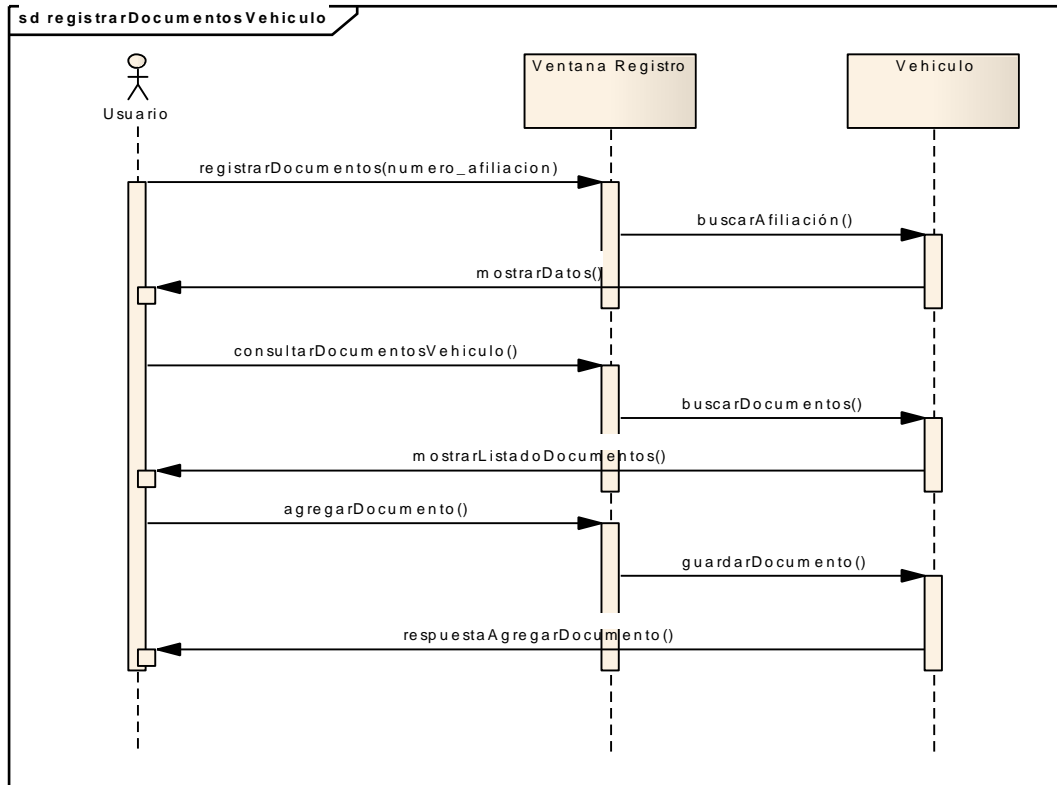 sd registrarDocumentosVehiculo
Usuario
Ventana Registro
Vehiculo
registrarDocumentos(numero_afiliacion)
buscarAfiliación()
mostrarDatos()
consultarDocumentosVehiculo()
buscarDocumentos()
mostrarListadoDocumentos()
agregarDocumento()
guardarDocumento()
respuestaAgregarDocumento()